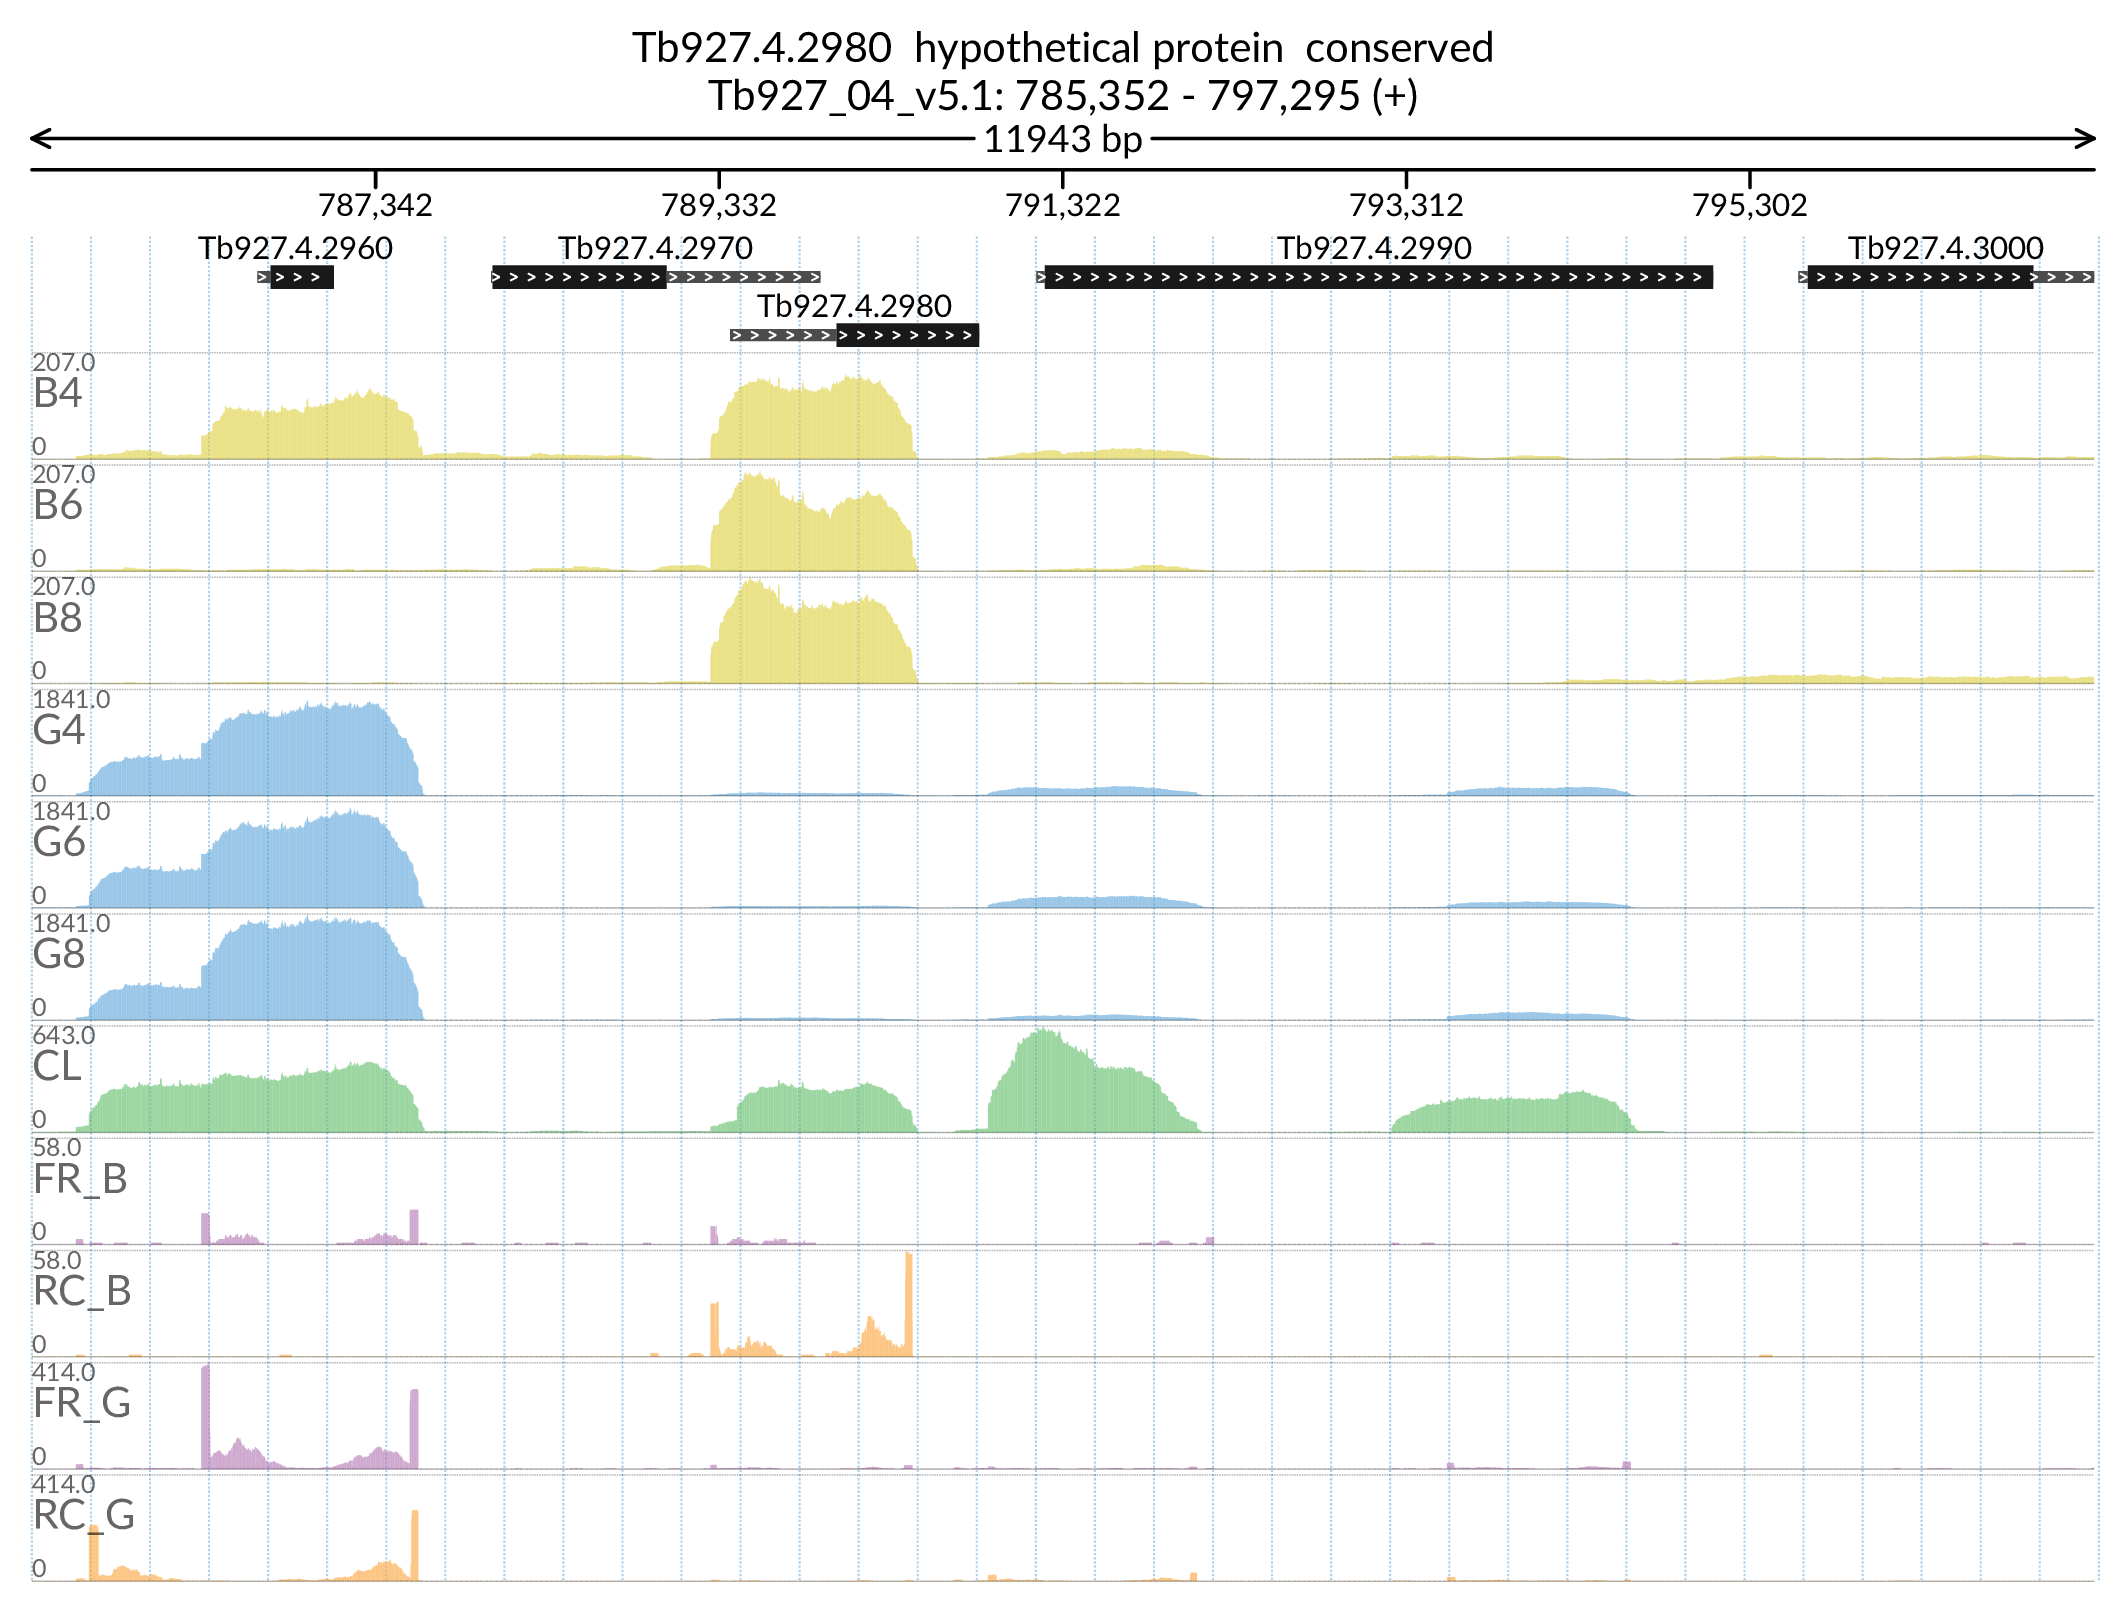 Tb927.4.2980  hypothetical protein  conserved
Tb927_04_v5.1: 785,352 - 797,295 (+)
11943 bp
787,342 789,332 791,322 793,312 795,302
Tb927.4.2960 Tb927.4.2970 Tb927.4.2990 Tb927.4.3000
Tb927.4.2980
207.0
B4
0
207.0
B6
0
207.0
B8
0
1841.0
G4
0
1841.0
G6
0
1841.0
G8
0
643.0
CL
0
58.0
FR_B
0
58.0
RC_B
0
414.0
FR_G
0
414.0
RC_G
0